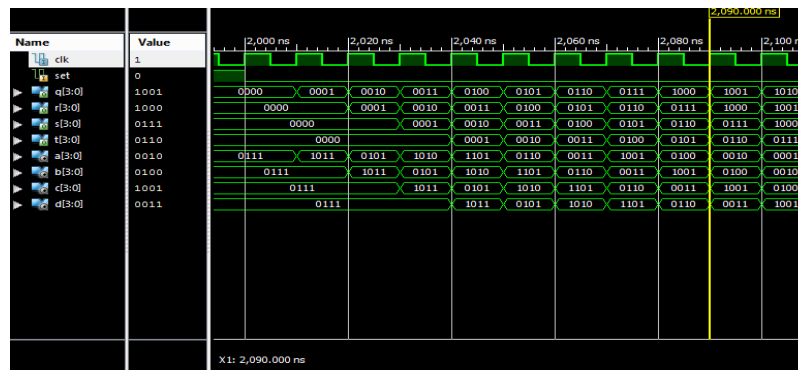 2,090.000 ns
Name Value 2,000 ns 2,020 ns 2,040 ns 2,060 ns 2,080 ns 2,100 n
clk 1
set 0
q[3:0] 1001 0000 0001 0010 0011 0100 0101 0110 0111 1000 1001 1010
r[3:0] 1000 0000 0001 0010 0011 0100 0101 0110 0111 1000 1001
s[3:0] 0111 0000 0001 0010 0011 0100 0101 0110 0111 1000
t[3:0] 0110 0000 0001 0010 0011 0100 0101 0110 0111
a[3:0] 0010 0111 1011 0101 1010 1101 0110 0011 1001 0100 0010 0001
b[3:0] 0100 0111 1011 0101 1010 1101 0110 0011 1001 0100 0010
c[3:0] 1001 0111 1011 0101 1010 1101 0110 0011 1001 0100
d[3:0] 0011 0111 1011 0101 1010 1101 0110 0011 1001
X1: 2,090.000 ns